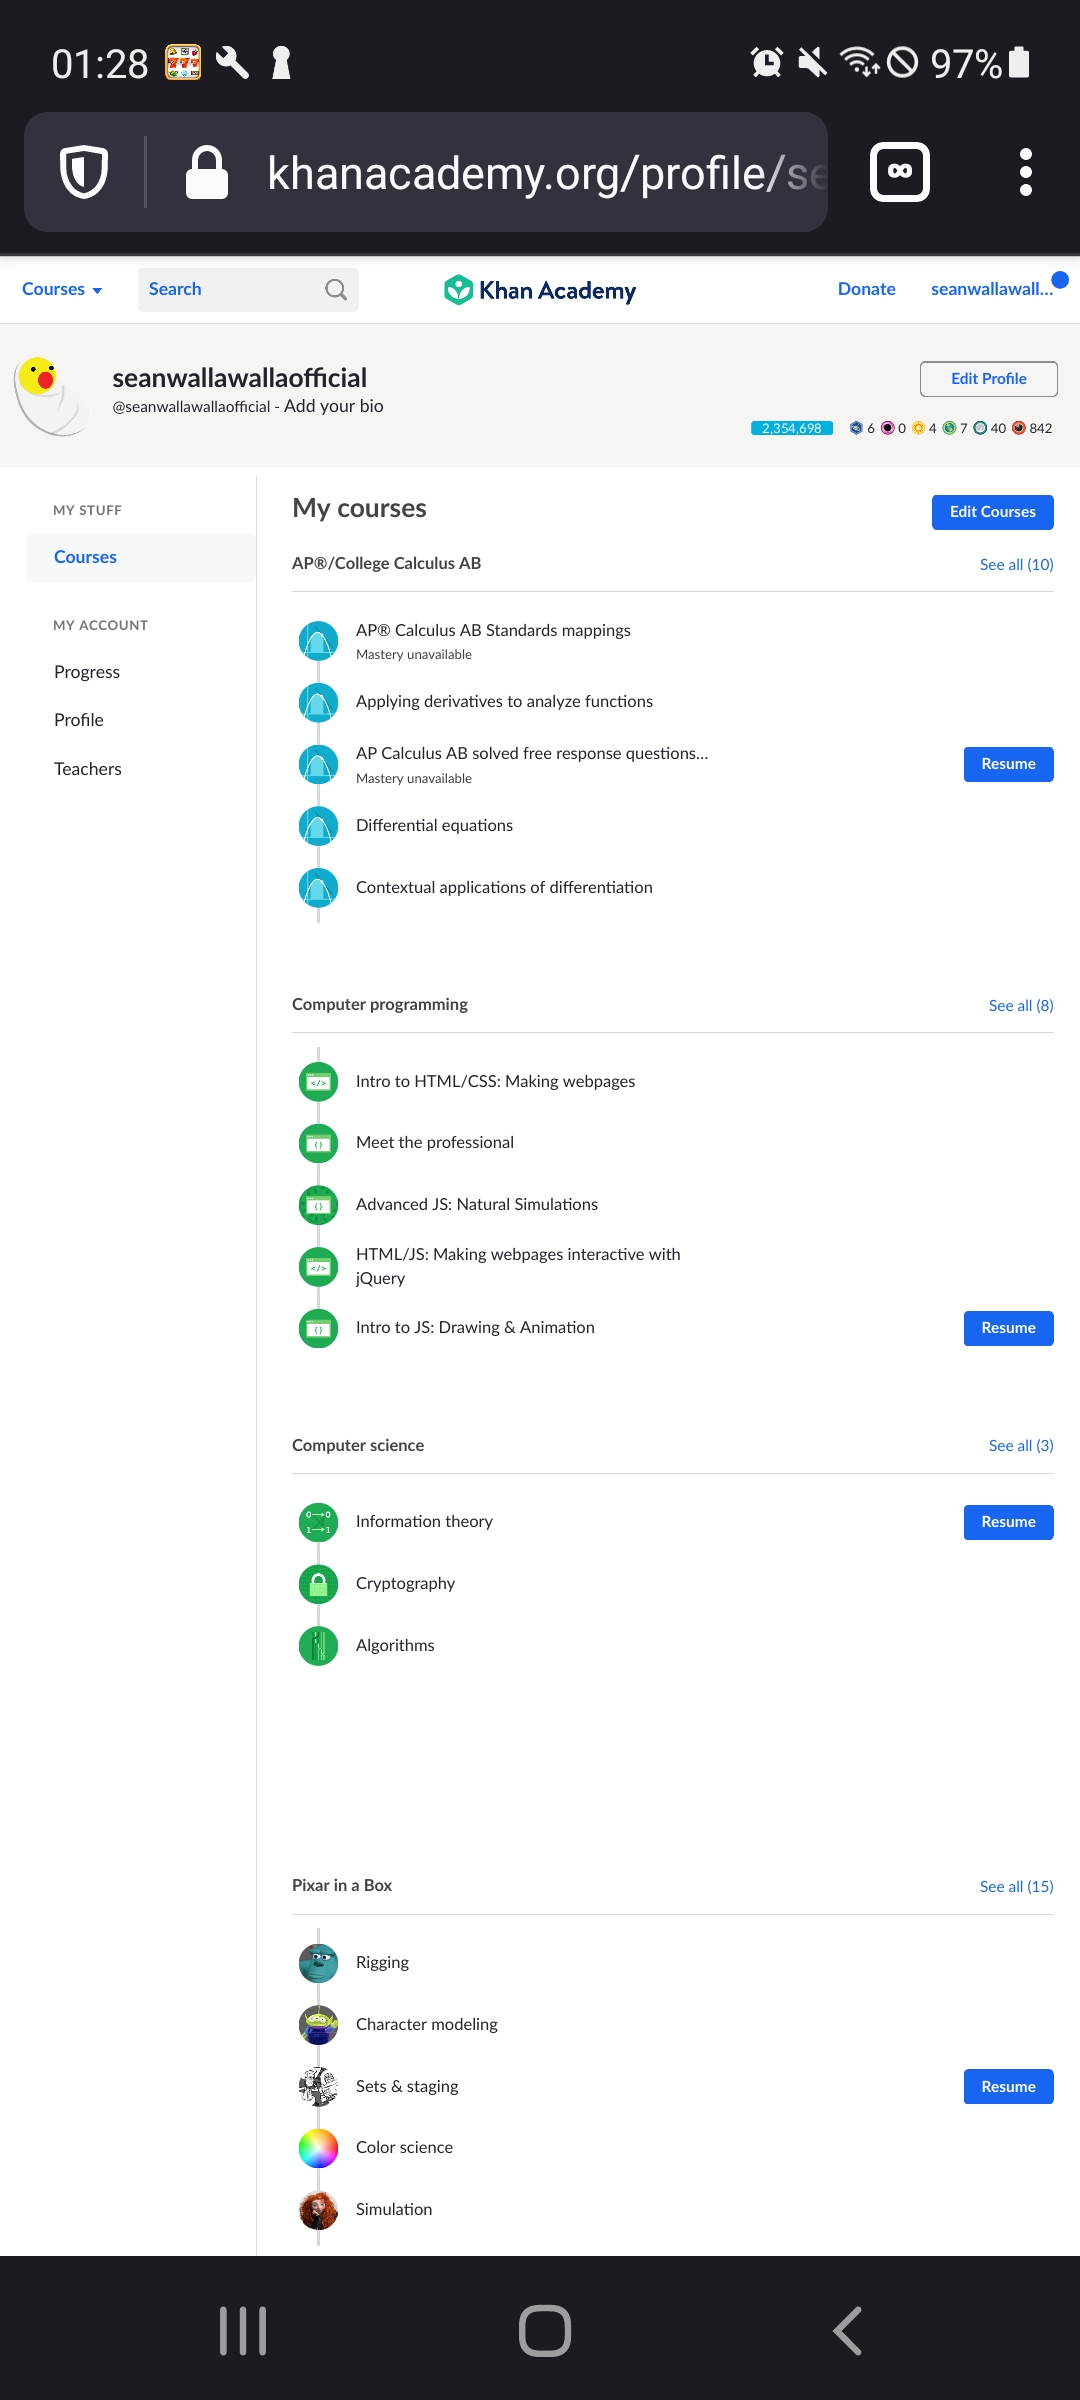 01:28
97%
khanacademy.org/profile/se
Courses
Search
Khan Academy
Donate
seanwallawall...
seanwallawallaofficial
@seanwallawallaofficial - Add your bio
Edit Profile
2,354,698 6 0 4 7 40 842
MY STUFF
Courses
MY ACCOUNT
Progress
Profile
Teachers
My courses
Edit Courses
AP®/College Calculus AB
See all (10)
AP® Calculus AB Standards mappings
Mastery unavailable
Applying derivatives to analyze functions
AP Calculus AB solved free response questions...
Mastery unavailable
Resume
Differential equations
Contextual applications of differentiation
Computer programming
See all (8)
Intro to HTML/CSS: Making webpages
Meet the professional
Advanced JS: Natural Simulations
HTML/JS: Making webpages interactive with
jQuery
Intro to JS: Drawing & Animation
Resume
Computer science
See all (3)
Information theory
Resume
Cryptography
Algorithms
Pixar in a Box
See all (15)
Rigging
Character modeling
Sets & staging
Resume
Color science
Simulation